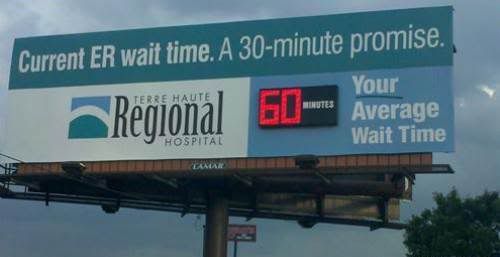 Current ER wait time. A 30-minute promise.
TERRE HAUTE
Regional
HOSPITAL
60 MINUTES
Your
Average
Wait Time
LAMAR